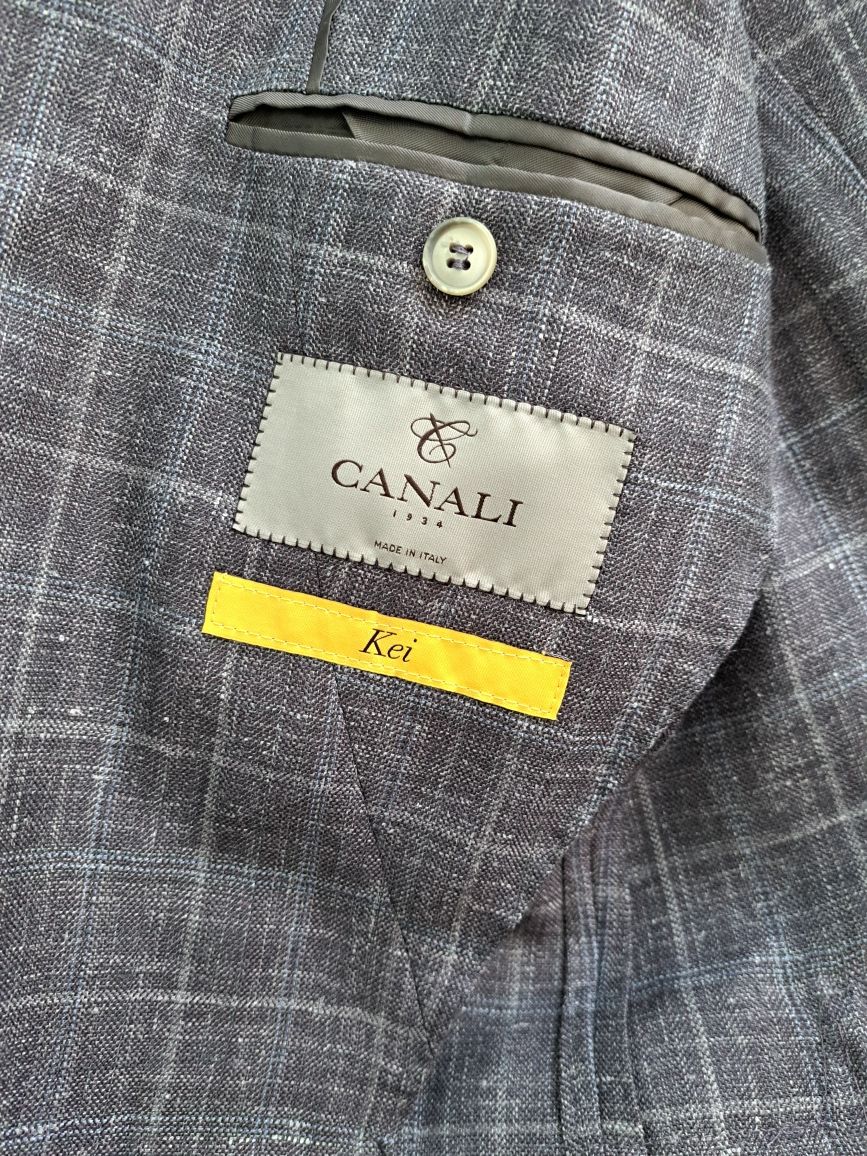 CANALI
1934
MADE IN ITALY
Kei